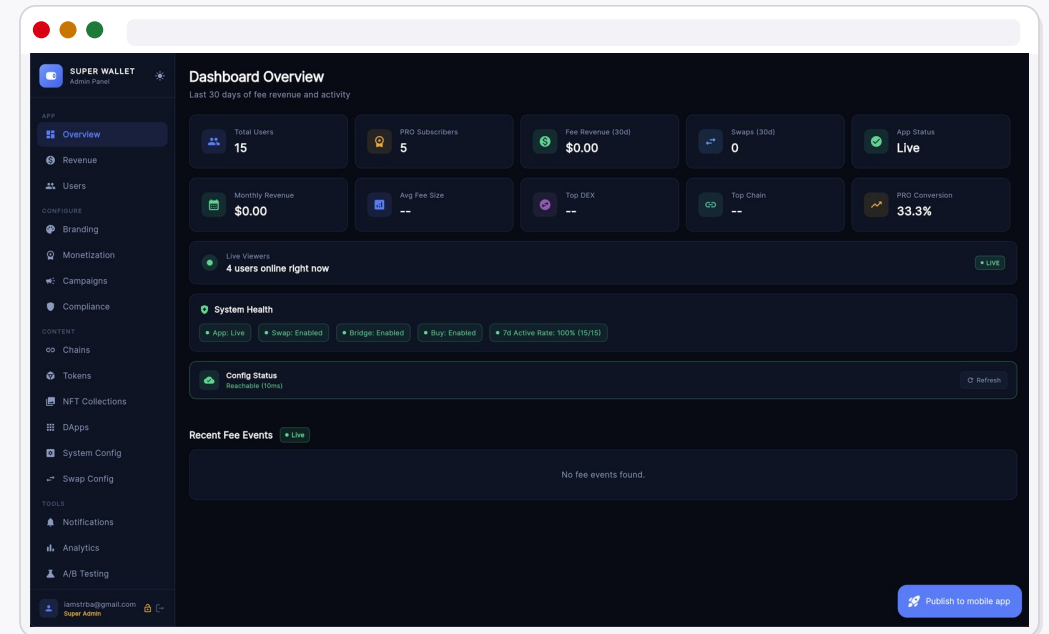 SUPER WALLET
Admin Panel
APP
Overview
Revenue
Users
CONFIGURE
Branding
Monetization
Campaigns
Compliance
CONTENT
Chains
Tokens
NFT Collections
DApps
System Config
Swap Config
TOOLS
Notifications
Analytics
A/B Testing
iamstrba@gmail.com
Super Admin
Dashboard Overview
Last 30 days of fee revenue and activity
Total Users
15
PRO Subscribers
5
Fee Revenue (30d)
$0.00
Swaps (30d)
0
App Status
Live
Monthly Revenue
$0.00
Avg Fee Size
--
Top DEX
--
Top Chain
--
PRO Conversion
33.3%
Live Viewers
4 users online right now
LIVE
System Health
App: Live
Swap: Enabled
Bridge: Enabled
Buy: Enabled
7d Active Rate: 100% (15/15)
Config Status
Reachable (10ms)
Refresh
Recent Fee Events
Live
No fee events found.
Publish to mobile app